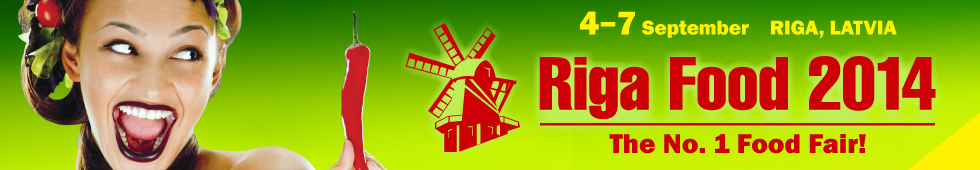 4–7 September RIGA, LATVIA
Riga Food 2014
The No. 1 Food Fair!